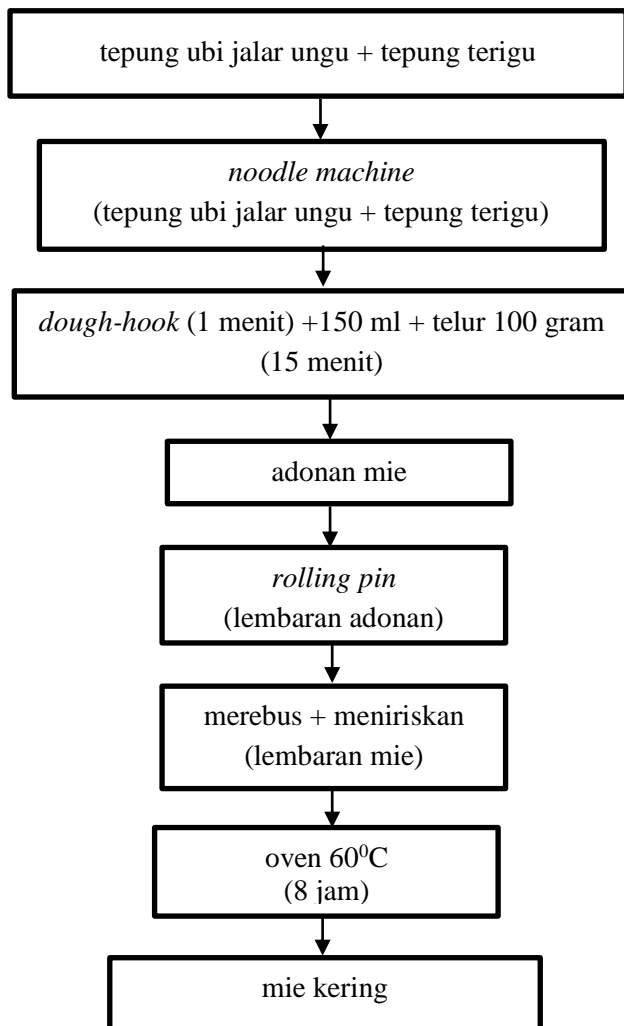 tepung ubi jalar ungu + tepung terigu
noodle machine
(tepung ubi jalar ungu + tepung terigu)
dough-hook (1 menit) +150 ml + telur 100 gram
(15 menit)
adonan mie
rolling pin
(lembaran adonan)
merebus + meniriskan
(lembaran mie)
oven 60⁰C
(8 jam)
mie kering